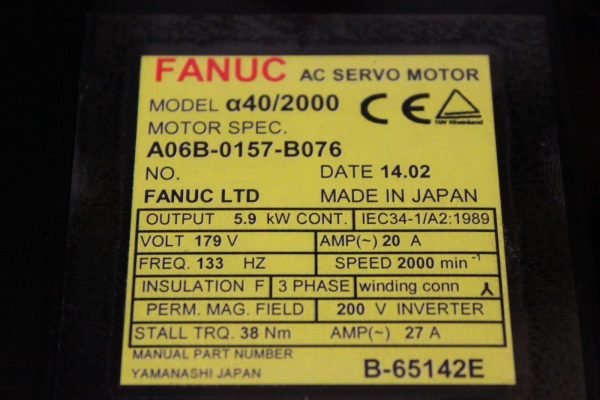 FANUC AC SERVO MOTOR
MODEL α40/2000
TÜV Rheinland
MOTOR SPEC.
A06B-0157-B076
NO. DATE 14.02
FANUC LTD MADE IN JAPAN
OUTPUT 5.9 kW CONT. IEC34-1/A2:1989
VOLT 179 V AMP(~) 20 A
FREQ. 133 HZ SPEED 2000 min⁻¹
INSULATION F 3 PHASE winding conn
PERM. MAG. FIELD 200 V INVERTER
STALL TRQ. 38 Nm AMP(~) 27 A
MANUAL PART NUMBER
YAMANASHI JAPAN B-65142E